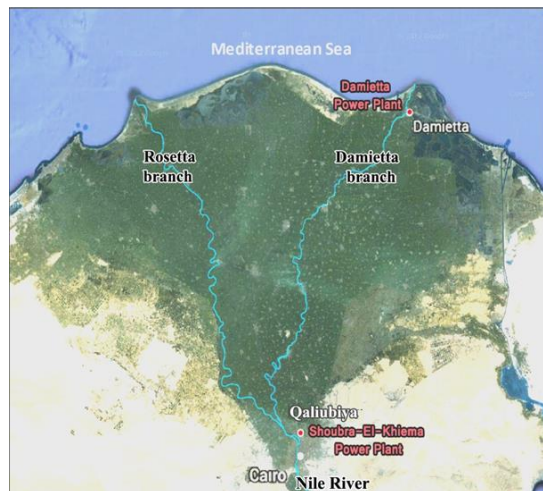 Mediterranean Sea
Damietta
Power Plant
Damietta
Rosetta
branch
Damietta
branch
Qaliubiya
Shoubra-El-Khiema
Power Plant
Cairo
Nile River